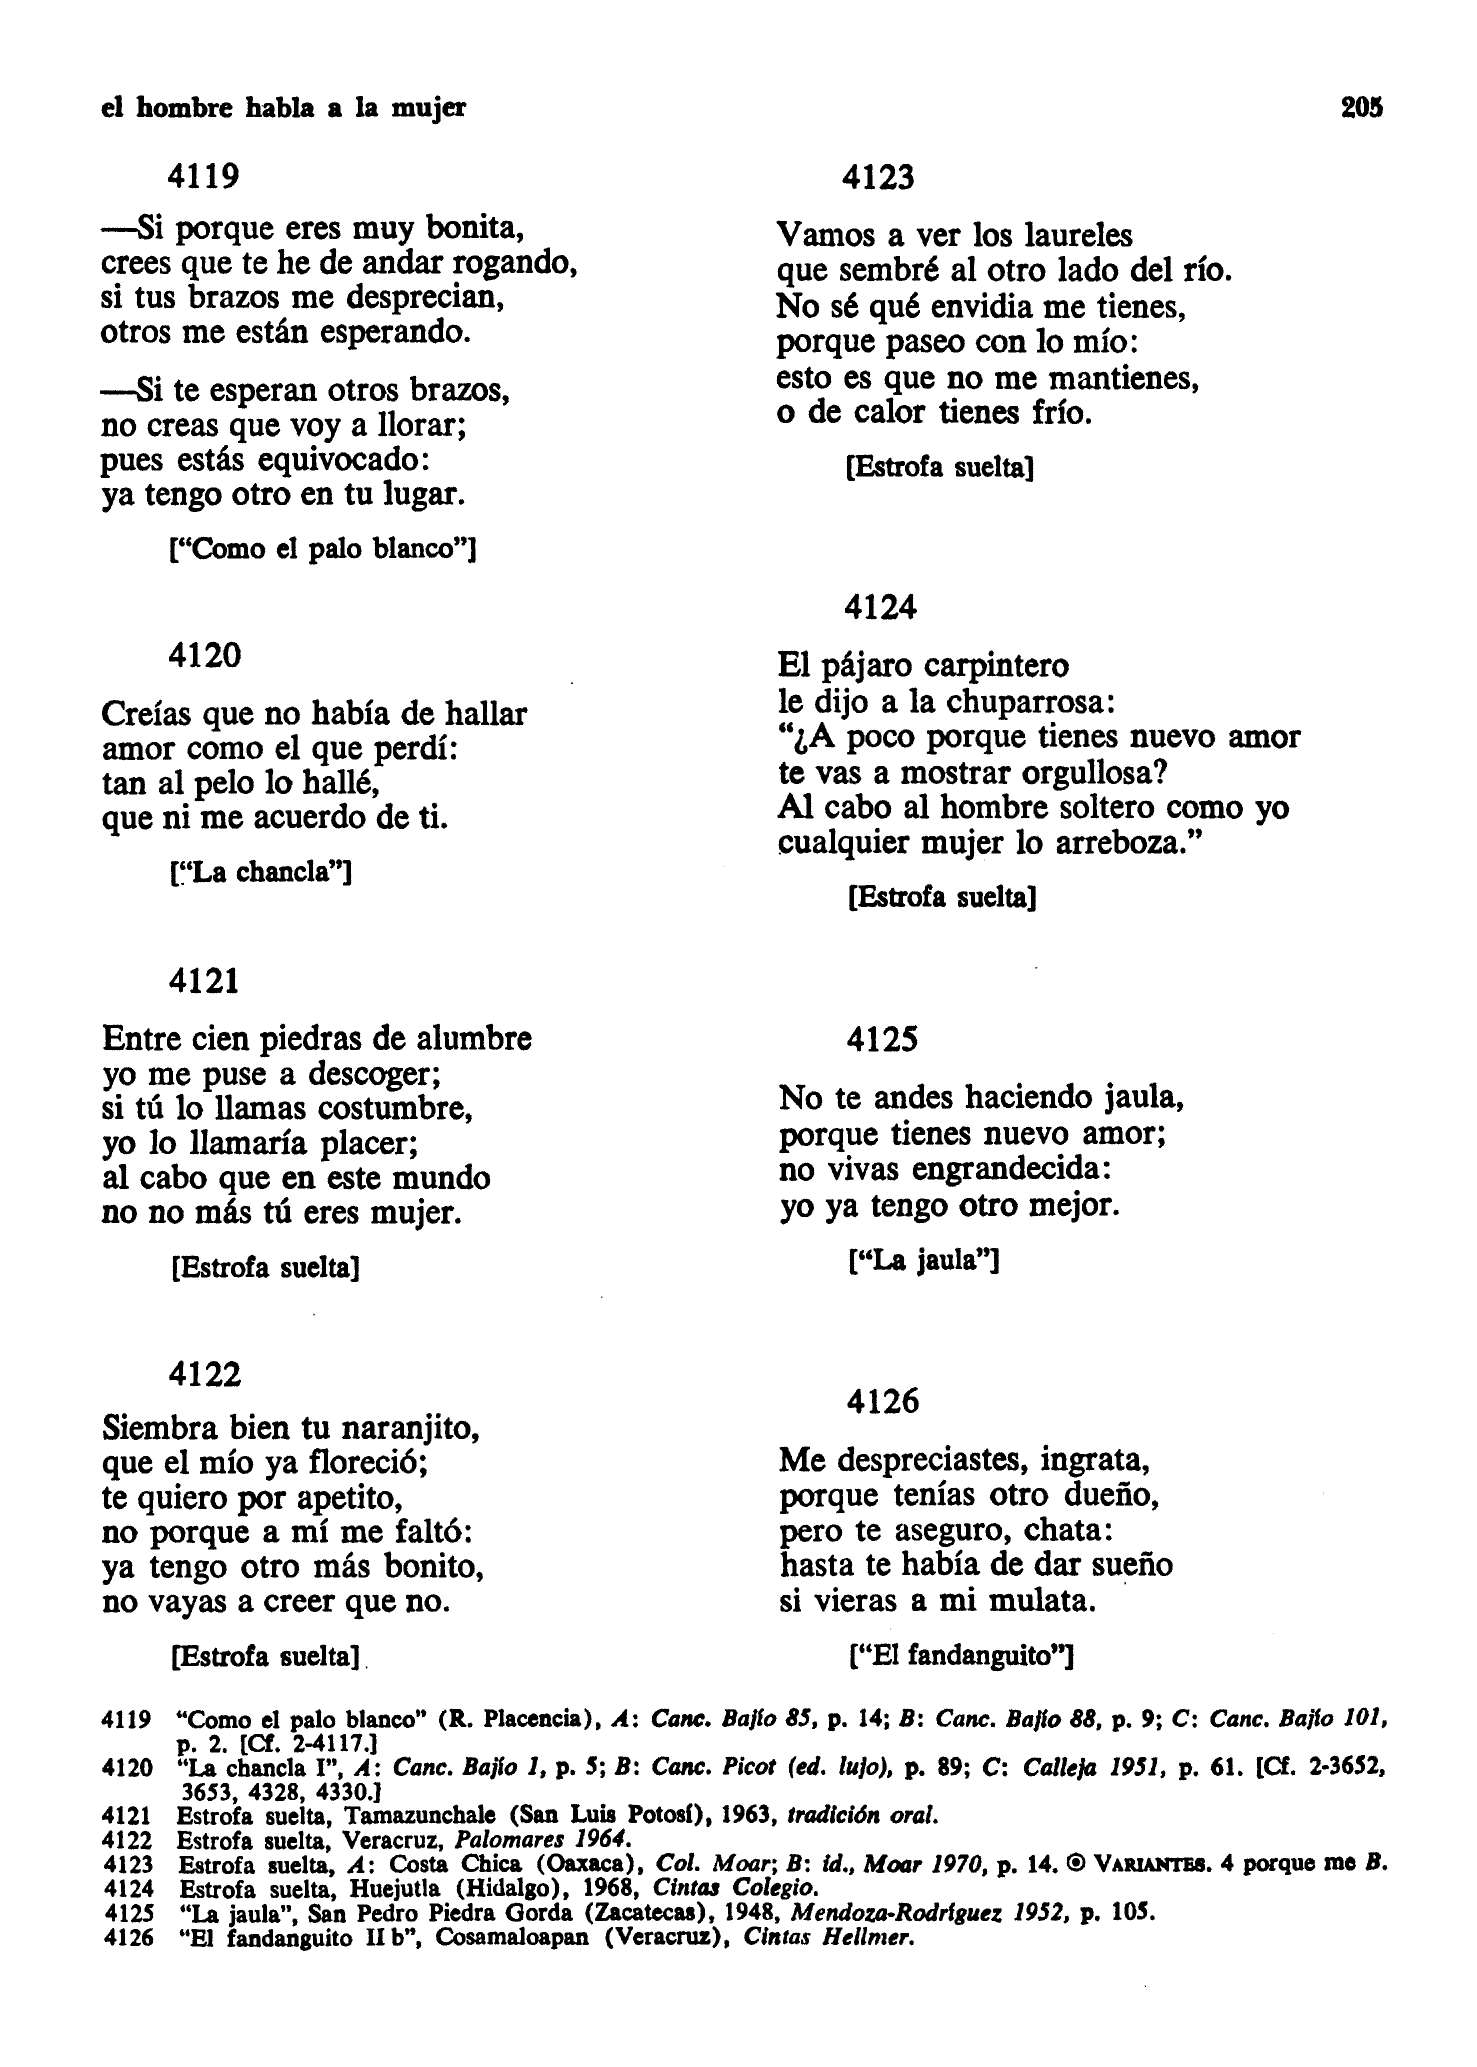 el hombre habla a la mujer 205
4119
—Si porque eres muy bonita,
crees que te he de andar rogando,
si tus brazos me desprecian,
otros me están esperando.
—Si te esperan otros brazos,
no creas que voy a llorar;
pues estás equivocado:
ya tengo otro en tu lugar.
[“Como el palo blanco”]
4120
Creías que no había de hallar
amor como el que perdí:
tan al pelo lo hallé,
que ni me acuerdo de ti.
[“La chancla”]
4121
Entre cien piedras de alumbre
yo me puse a descoger;
si tú lo llamas costumbre,
yo lo llamaría placer;
al cabo que en este mundo
no no más tú eres mujer.
[Estrofa suelta]
4122
Siembra bien tu naranjito,
que el mío ya floreció;
te quiero por apetito,
no porque a mí me faltó:
ya tengo otro más bonito,
no vayas a creer que no.
[Estrofa suelta]
4123
Vamos a ver los laureles
que sembré al otro lado del río.
No sé qué envidia me tienes,
porque paseo con lo mío:
esto es que no me mantienes,
o de calor tienes frío.
[Estrofa suelta]
4124
El pájaro carpintero
le dijo a la chuparrosa:
“¿A poco porque tienes nuevo amor
te vas a mostrar orgullosa?
Al cabo al hombre soltero como yo
cualquier mujer lo arreboza.”
[Estrofa suelta]
4125
No te andes haciendo jaula,
porque tienes nuevo amor;
no vivas engrandecida:
yo ya tengo otro mejor.
[“La jaula”]
4126
Me despreciastes, ingrata,
porque tenías otro dueño,
pero te aseguro, chata:
hasta te había de dar sueño
si vieras a mi mulata.
[“El fandanguito”]
4119 “Como el palo blanco” (R. Placencia), A: Canc. Bajío 85, p. 14; B: Canc. Bajío 88, p. 9; C: Canc. Bajío 101,
p. 2. [Cf. 2-4117.]
4120 “La chancla I”, A: Canc. Bajío 1, p. 5; B: Canc. Picot (ed. lujo), p. 89; C: Calleja 1951, p. 61. [Cf. 2-3652,
3653, 4328, 4330.]
4121 Estrofa suelta, Tamazunchale (San Luis Potosí), 1963, tradición oral.
4122 Estrofa suelta, Veracruz, Palomares 1964.
4123 Estrofa suelta, A: Costa Chica (Oaxaca), Col. Moar; B: id., Moar 1970, p. 14. ⊙ VARIANTES. 4 porque me B.
4124 Estrofa suelta, Huejutla (Hidalgo), 1968, Cintas Colegio.
4125 “La jaula”, San Pedro Piedra Gorda (Zacatecas), 1948, Mendoza-Rodríguez 1952, p. 105.
4126 “El fandanguito II b”, Cosamaloapan (Veracruz), Cintas Hellmer.